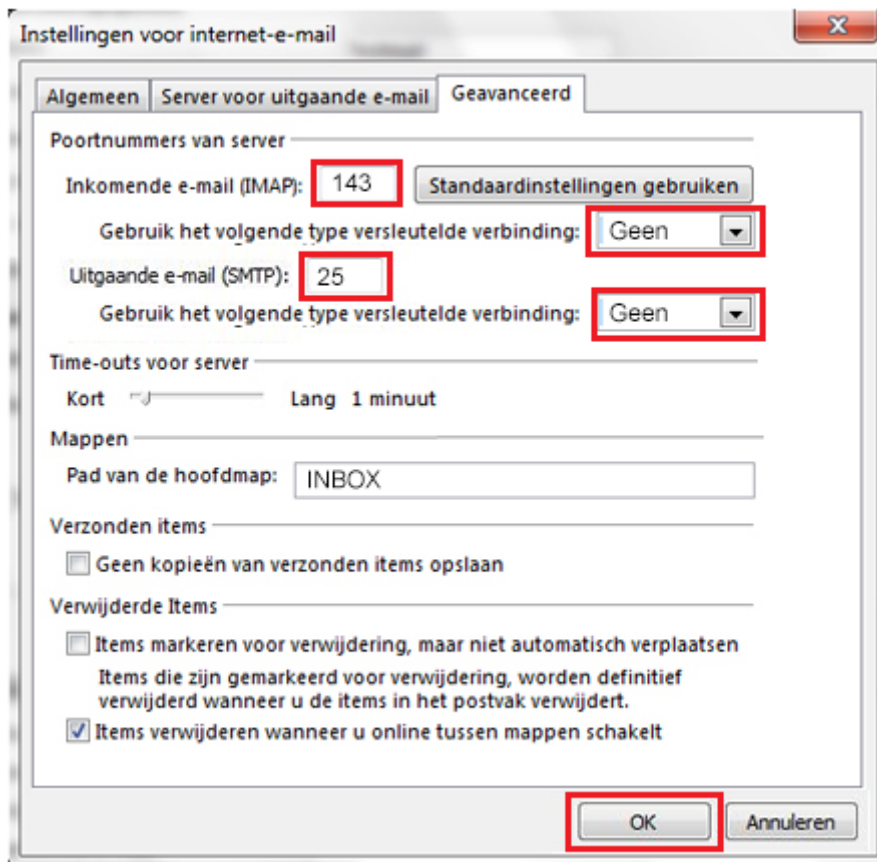 Instellingen voor internet-e-mail
Algemeen Server voor uitgaande e-mail Geavanceerd
Poortnummers van server
Inkomende e-mail (IMAP): 143 Standaardinstellingen gebruiken
Gebruik het volgende type versleutelde verbinding: Geen
Uitgaande e-mail (SMTP): 25
Gebruik het volgende type versleutelde verbinding: Geen
Time-outs voor server
Kort Lang 1 minuut
Mappen
Pad van de hoofdmap: INBOX
Verzonden items
Geen kopieën van verzonden items opslaan
Verwijderde Items
Items markeren voor verwijdering, maar niet automatisch verplaatsen
Items die zijn gemarkeerd voor verwijdering, worden definitief
verwijderd wanneer u de items in het postvak verwijdert.
Items verwijderen wanneer u online tussen mappen schakelt
OK Annuleren